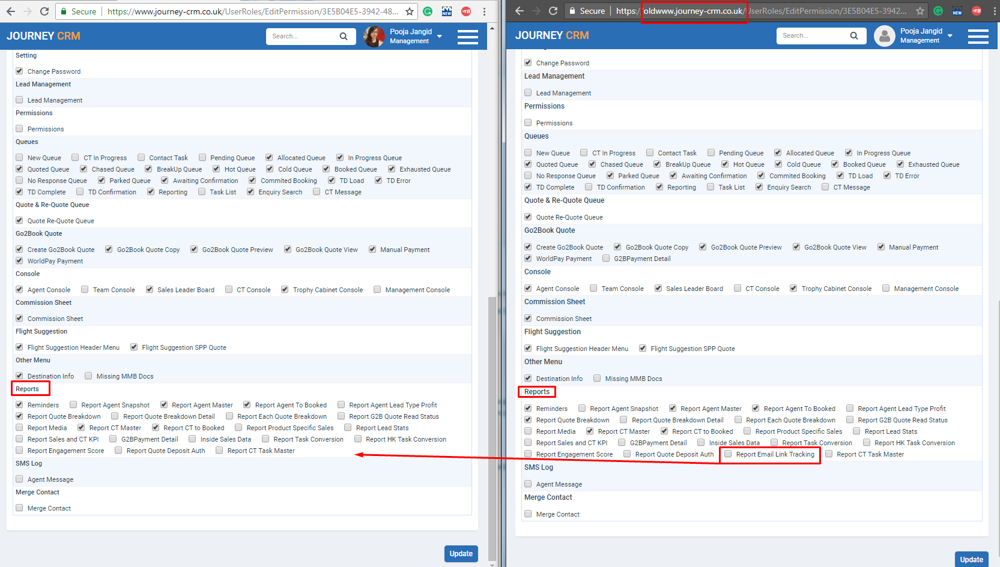 Secure https://www.journey-crm.co.uk/UserRoles/EditPermission/3E5B04E5-3942-48... NEW
JOURNEY CRM Search... Pooja Jangid
Management
Setting
Change Password
Lead Management
Lead Management
Permissions
Permissions
Queues
New Queue CT In Progress Contact Task Pending Queue Allocated Queue In Progress Queue
Quoted Queue Chased Queue BreakUp Queue Hot Queue Cold Queue Booked Queue Exhausted Queue
No Response Queue Parked Queue Awaiting Confirmation Commited Booking TD Load TD Error
TD Complete TD Confirmation Reporting Task List Enquiry Search CT Message
Quote & Re-Quote Queue
Quote Re-Quote Queue
Go2Book Quote
Create Go2Book Quote Go2Book Quote Copy Go2Book Quote Preview Go2Book Quote View Manual Payment
WorldPay Payment
Console
Agent Console Team Console Sales Leader Board CT Console Trophy Cabinet Console Management Console
Commission Sheet
Commission Sheet
Flight Suggestion
Flight Suggestion Header Menu Flight Suggestion SPP Quote
Other Menu
Destination Info Missing MMB Docs
Reports
Reminders Report Agent Snapshot Report Agent Master Report Agent To Booked Report Agent Lead Type Profit
Report Quote Breakdown Report Quote Breakdown Detail Report Each Quote Breakdown Report G2B Quote Read Status
Report Media Report CT Master Report CT to Booked Report Product Specific Sales Report Lead Stats
Report Sales and CT KPI G2BPayment Detail Inside Sales Data Report Task Conversion Report HK Task Conversion
Report Engagement Score Report Quote Deposit Auth Report CT Task Master
SMS Log
Agent Message
Merge Contact
Merge Contact
Update
Secure https://oldwww.journey-crm.co.uk/UserRoles/EditPermission/3E5B04E5-3942... NEW
JOURNEY CRM Search... Pooja Jangid
Management
Change Password
Lead Management
Lead Management
Permissions
Permissions
Queues
New Queue CT In Progress Contact Task Pending Queue Allocated Queue In Progress Queue
Quoted Queue Chased Queue BreakUp Queue Hot Queue Cold Queue Booked Queue Exhausted Queue
No Response Queue Parked Queue Awaiting Confirmation Commited Booking TD Load TD Error
TD Complete TD Confirmation Reporting Task List Enquiry Search CT Message
Quote & Re-Quote Queue
Quote Re-Quote Queue
Go2Book Quote
Create Go2Book Quote Go2Book Quote Copy Go2Book Quote Preview Go2Book Quote View Manual Payment
WorldPay Payment G2BPayment Detail
Console
Agent Console Team Console Sales Leader Board CT Console Trophy Cabinet Console Management Console
Commission Sheet
Commission Sheet
Flight Suggestion
Flight Suggestion Header Menu Flight Suggestion SPP Quote
Other Menu
Destination Info Missing MMB Docs
Reports
Reminders Report Agent Snapshot Report Agent Master Report Agent To Booked Report Agent Lead Type Profit
Report Quote Breakdown Report Quote Breakdown Detail Report Each Quote Breakdown Report G2B Quote Read Status
Report Media Report CT Master Report CT to Booked Report Product Specific Sales Report Lead Stats
Report Sales and CT KPI G2BPayment Detail Inside Sales Data Report Task Conversion Report HK Task Conversion
Report Engagement Score Report Quote Deposit Auth Report Email Link Tracking Report CT Task Master
SMS Log
Agent Message
Merge Contact
Merge Contact
Update